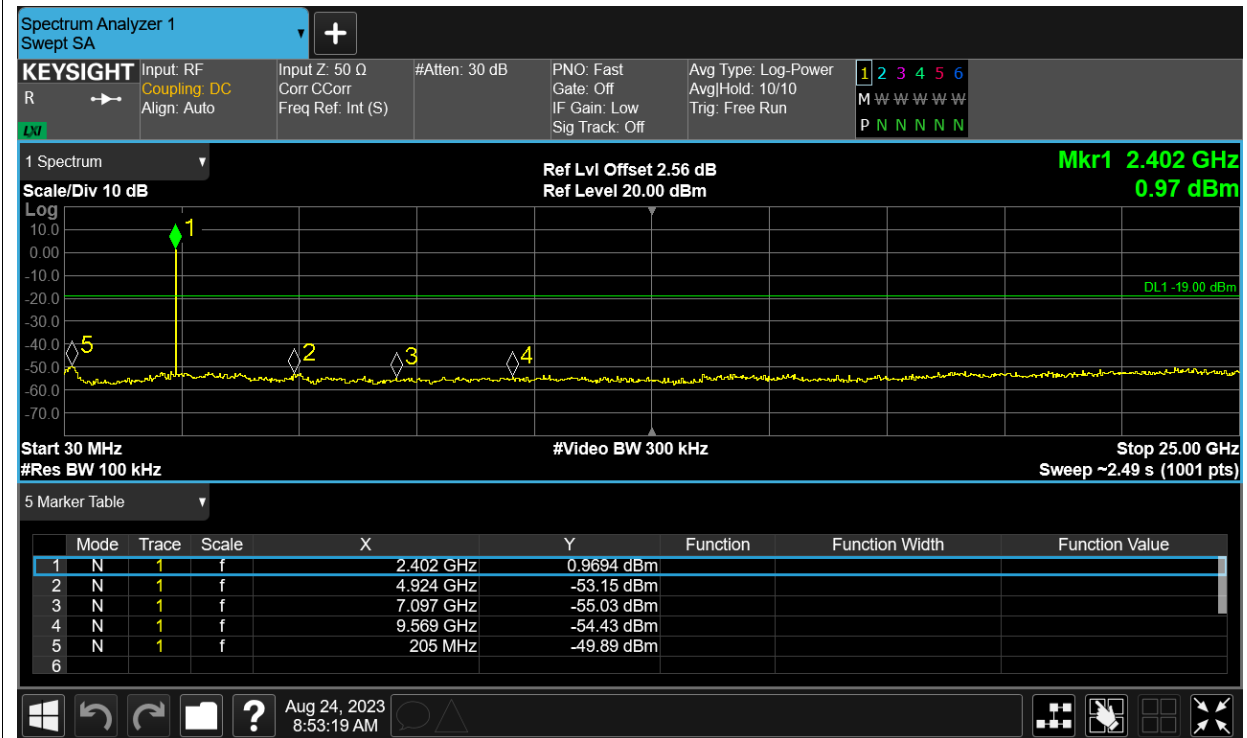 Spectrum Analyzer 1
Swept SA
KEYSIGHT
R
LXI
Input: RF
Coupling: DC
Align: Auto
Input Z: 50 Ω
Corr CCorr
Freq Ref: Int (S)
#Atten: 30 dB
PNO: Fast
Gate: Off
IF Gain: Low
Sig Track: Off
Avg Type: Log-Power
Avg|Hold: 10/10
Trig: Free Run
1 2 3 4 5 6
M W W W W W
P N N N N N
1 Spectrum
Scale/Div 10 dB
Ref Lvl Offset 2.56 dB
Ref Level 20.00 dBm
Mkr1 2.402 GHz
0.97 dBm
Log
10.0
0.00
-10.0
-20.0
-30.0
-40.0
-50.0
-60.0
-70.0
1
2
3
4
5
DL1 -19.00 dBm
Start 30 MHz
#Video BW 300 kHz
Stop 25.00 GHz
#Res BW 100 kHz
Sweep ~2.49 s (1001 pts)
5 Marker Table
Mode Trace Scale X Y Function Function Width Function Value
1 N 1 f 2.402 GHz 0.9694 dBm
2 N 1 f 4.924 GHz -53.15 dBm
3 N 1 f 7.097 GHz -55.03 dBm
4 N 1 f 9.569 GHz -54.43 dBm
5 N 1 f 205 MHz -49.89 dBm
6
?
Aug 24, 2023
8:53:19 AM